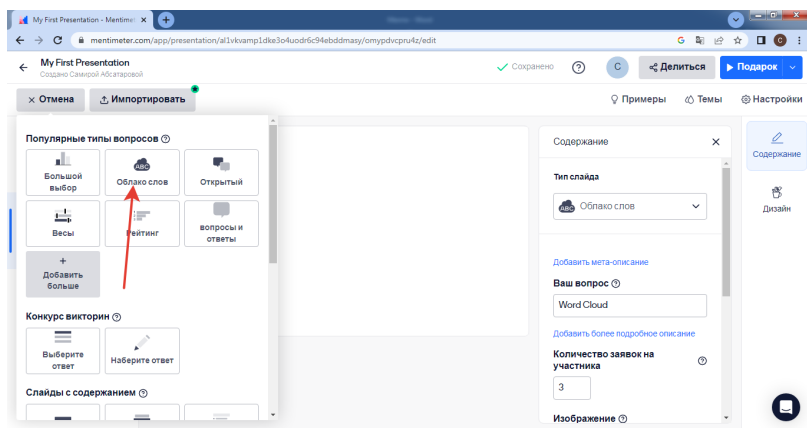 My First Presentation - Mentimet
mentimeter.com/app/presentation/al1vkvamp1dke3o4uodr6c94ebddmasy/omypdvcpru4z/edit
My First Presentation
Создано Самирой Абсатаровой
Сохранено
C
Делиться
Подарок
Отмена
Импортировать
Примеры
Темы
Настройки
Популярные типы вопросов
Большой выбор
ABC
Облако слов
Открытый
Весы
Рейтинг
вопросы и ответы
+
Добавить больше
Конкурс викторин
Выберите ответ
Наберите ответ
Слайды с содержанием
Содержание
Тип слайда
ABC Облако слов
Добавить мета-описание
Ваш вопрос
Word Cloud
Добавить более подробное описание
Количество заявок на участника
3
Изображение
Содержание
Дизайн